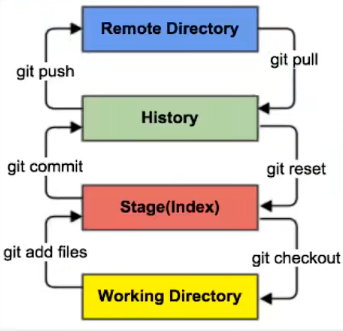 Remote Directory
git push
git pull
History
git commit
git reset
Stage(Index)
git add files
git checkout
Working Directory